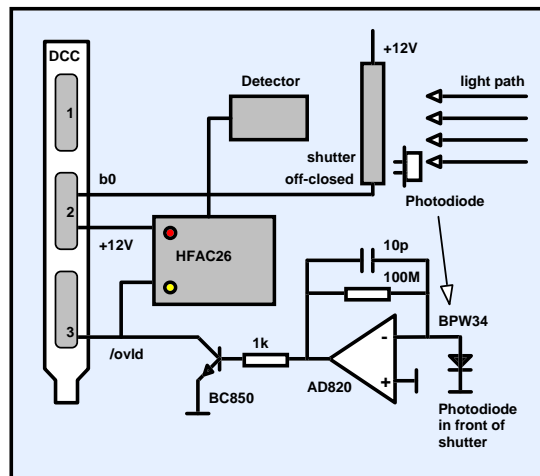 DCC
1
2
3
Detector
+12V
light path
shutter
off-closed
Photodiode
b0
+12V
HFAC26
/ovld
10p
100M
BPW34
1k
BC850
AD820
-
+
Photodiode
in front of
shutter